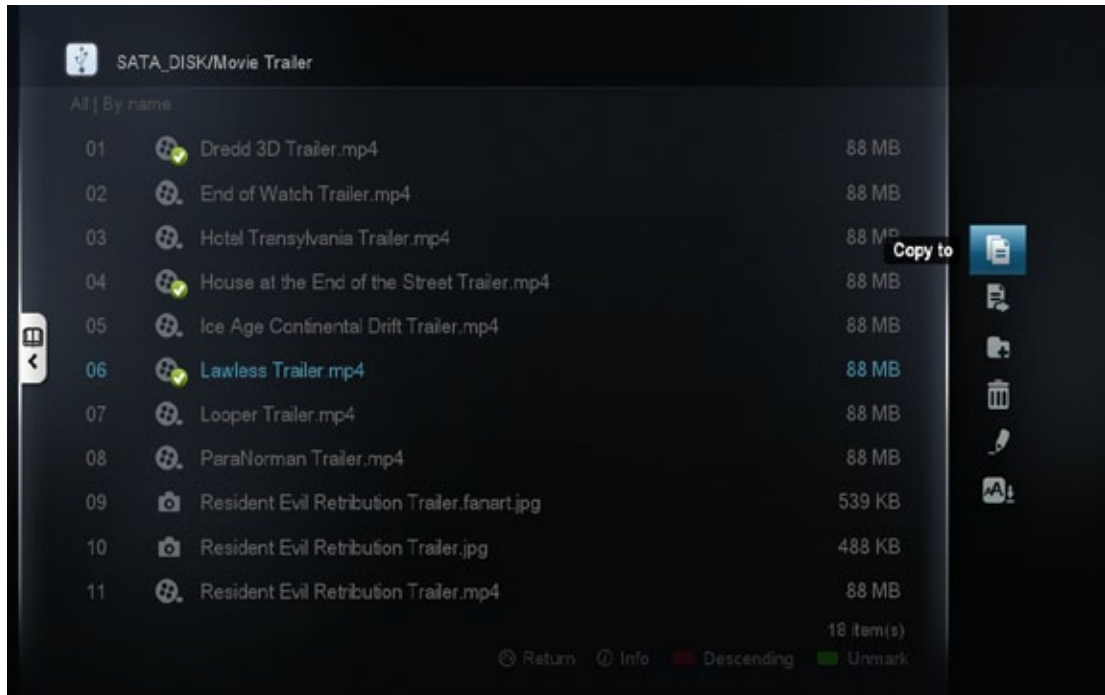 SATA_DISK/Movie Trailer
All | By name
01 Dredd 3D Trailer.mp4 88 MB
02 End of Watch Trailer.mp4 88 MB
03 Hotel Transylvania Trailer.mp4 88 MB
Copy to
04 House at the End of the Street Trailer.mp4 88 MB
05 Ice Age Continental Drift Trailer.mp4 88 MB
06 Lawless Trailer.mp4 88 MB
07 Looper Trailer.mp4 88 MB
08 ParaNorman Trailer.mp4 88 MB
09 Resident Evil Retribution Trailer.fanart.jpg 539 KB
10 Resident Evil Retribution Trailer.jpg 488 KB
11 Resident Evil Retribution Trailer.mp4 88 MB
18 item(s)
Return Info Descending Unmark